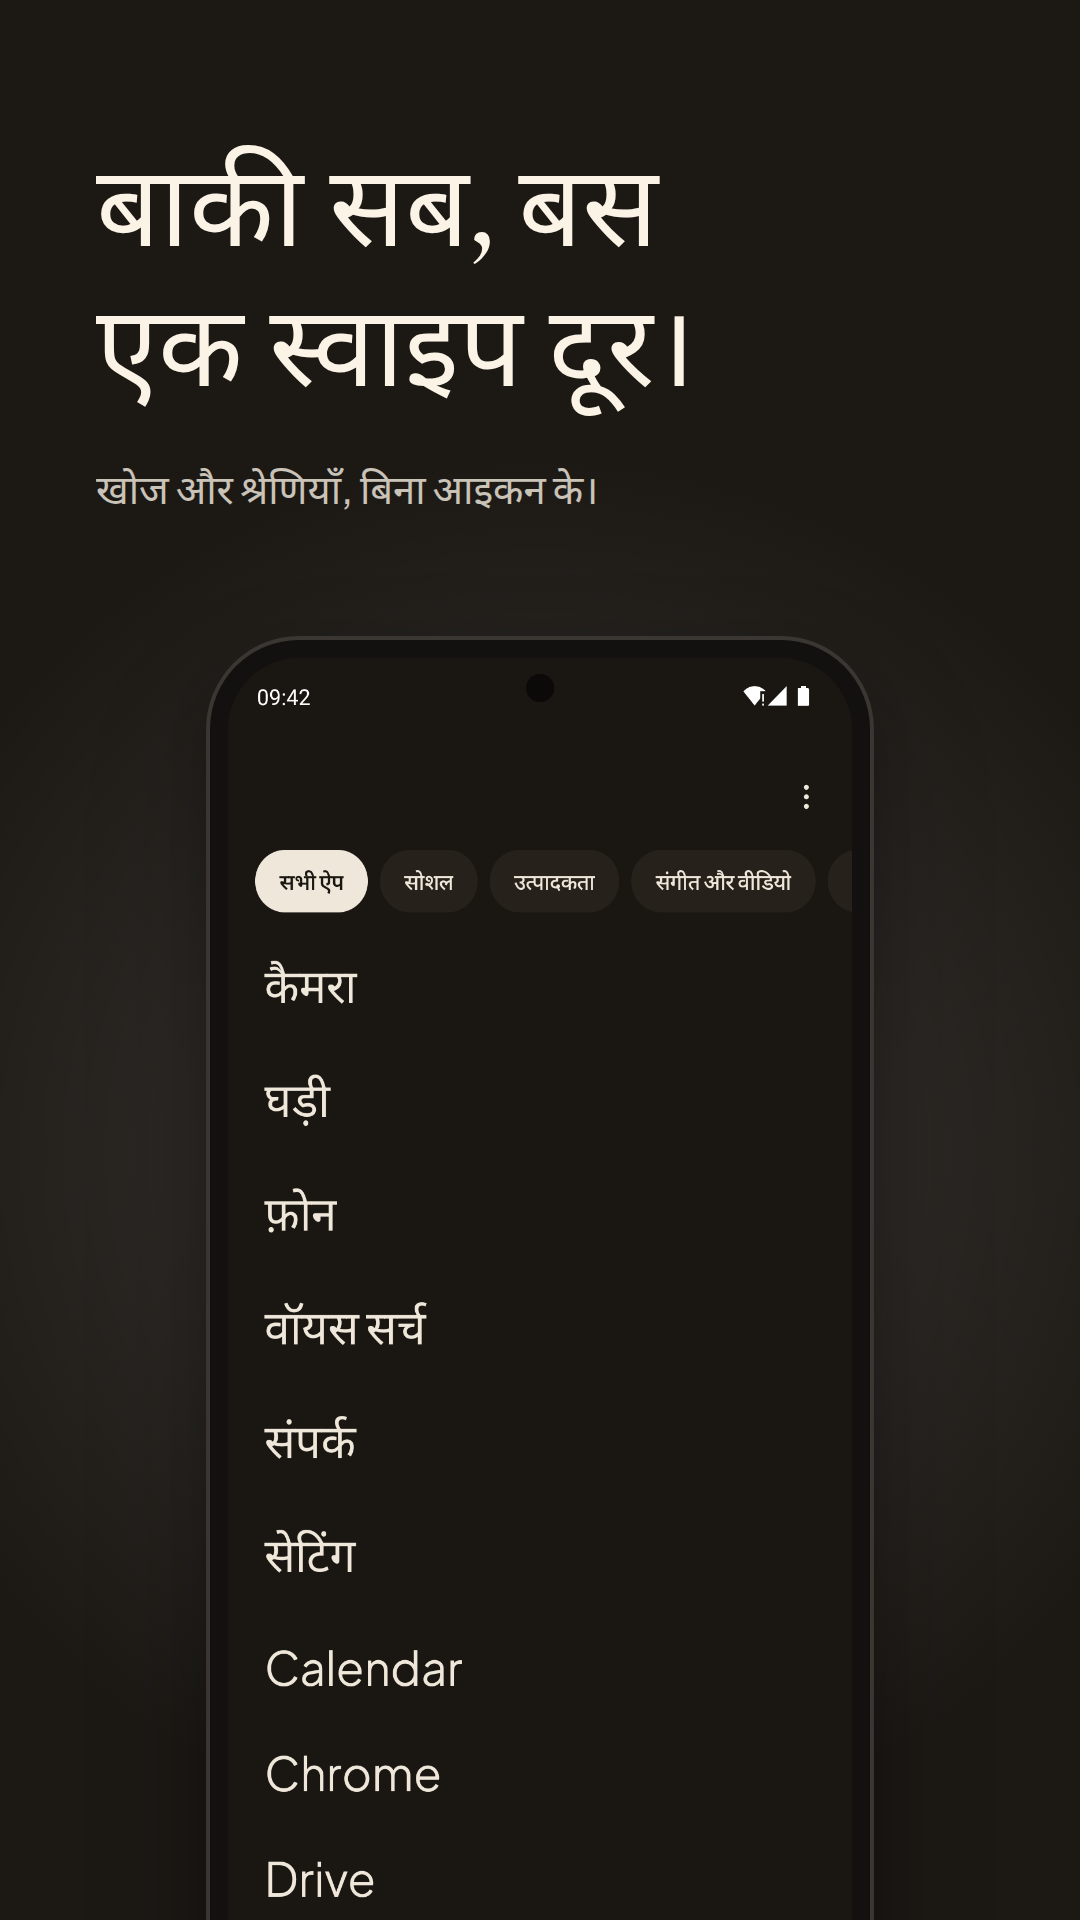 बाकी सब, बस
एक स्वाइप दूर।
खोज और श्रेणियाँ, बिना आइकन के।
09:42
सभी ऐप सोशल उत्पादकता संगीत और वीडियो
कैमरा
घड़ी
फ़ोन
वॉयस सर्च
संपर्क
सेटिंग
Calendar
Chrome
Drive